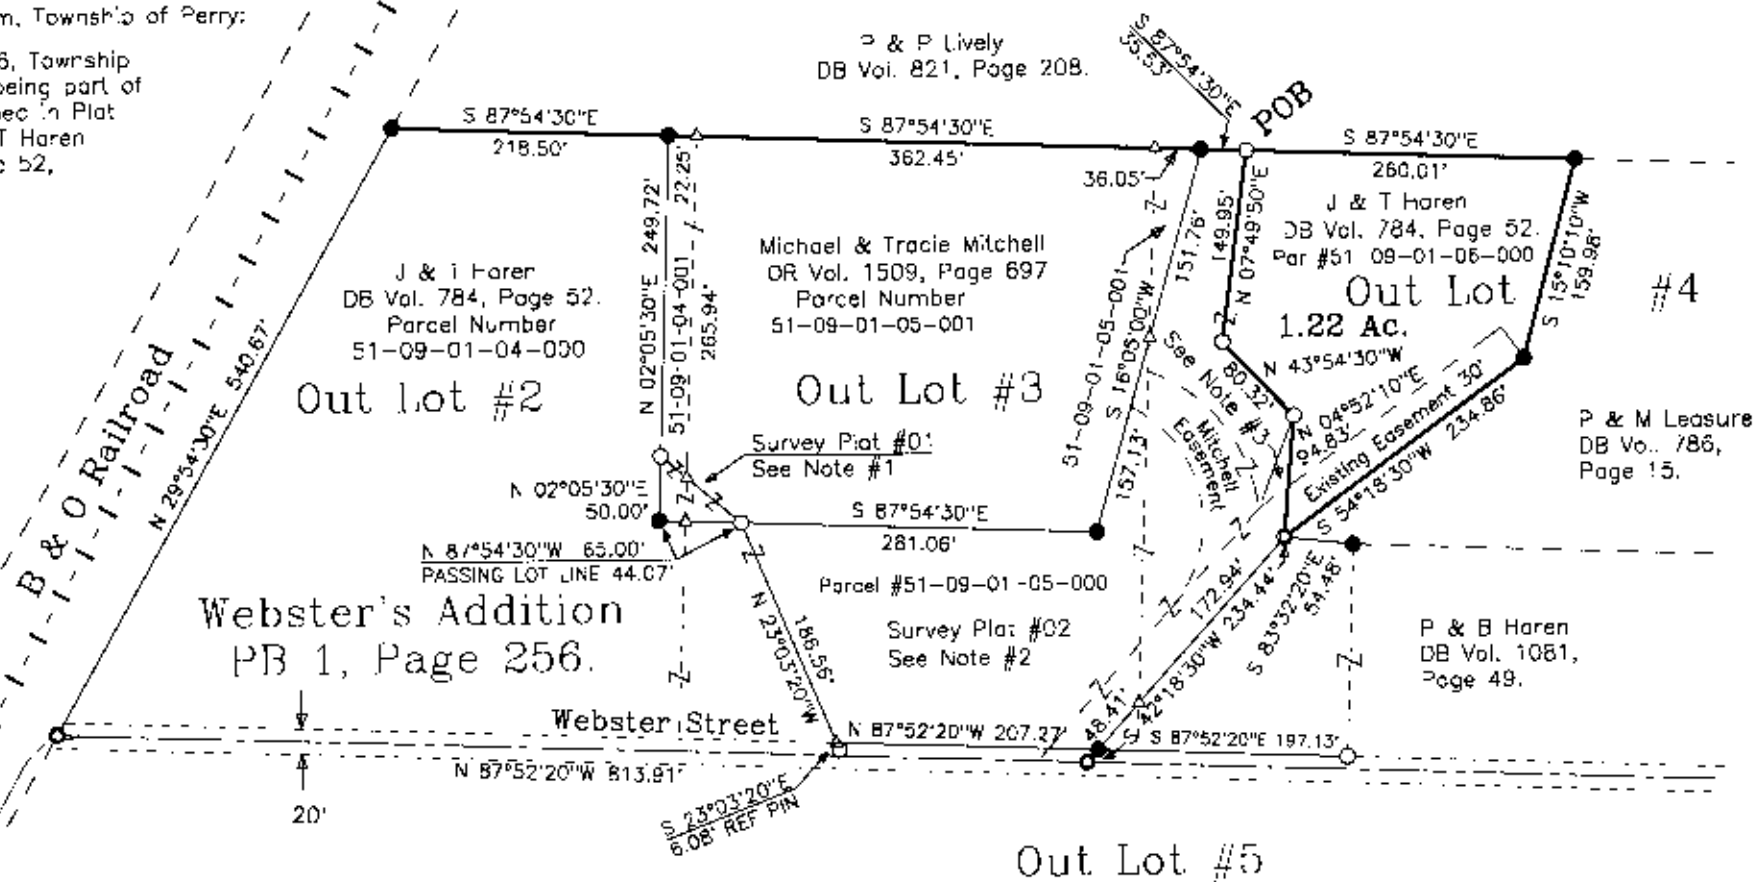 Township of Perry;
6, Township
being part of
in Plat
T Haren
52,
P & P Lively
DB Vol. 821, Page 208.
S 87°54'30"E
35.53'
POB
S 87°54'30"E
218.50'
S 87°54'30"E
362.45'
36.05'
S 87°54'30"E
260.01'
J & T Haren
DB Vol. 784, Page 52.
Par #51 09-01-06-000
Out Lot #4
1.22 Ac.
N 07°49'50"E
149.95'
S 15°10'10"W
159.98'
N 02°05'30"E 249.72'
22.25'
51-09-01-04-001
265.94'
Michael & Tracie Mitchell
OR Vol. 1509, Page 697
Parcel Number
51-09-01-05-001
Out Lot #3
151.76'
51-09-01-05-001
S 16°05'00"W
157.13'
J & T Haren
DB Vol. 784, Page 52.
Parcel Number
51-09-01-04-000
Out Lot #2
B & O Railroad
N 29°54'30"E 540.67'
See Note #3
Mitchell
Easement
N 43°54'30"W
80.32'
N 04°52'10"E
94.83'
Existing Easement 30'
S 54°18'30"W 234.86'
P & M Leasure
DB Vo.. 786,
Page 15.
Survey Plat #01
See Note #1
N 02°05'30"E
50.00'
S 87°54'30"E
281.06'
N 87°54'30"W 65.00'
PASSING LOT LINE 44.07'
Parcel #51-09-01-05-000
Survey Plat #02
See Note #2
Webster's Addition
PB 1, Page 256.
186.56'
N 23°03'20"W
172.94'
S 42°18'30"W 234.44'
48.41'
S 83°32'20"E
54.48'
P & B Haren
DB Vol. 1081,
Page 49.
Webster Street
N 87°52'20"W 207.27'
S 87°52'20"E 197.13'
N 87°52'20"W 813.91'
20'
S 23°03'20"E
6.08' REF PIN
Out Lot #5